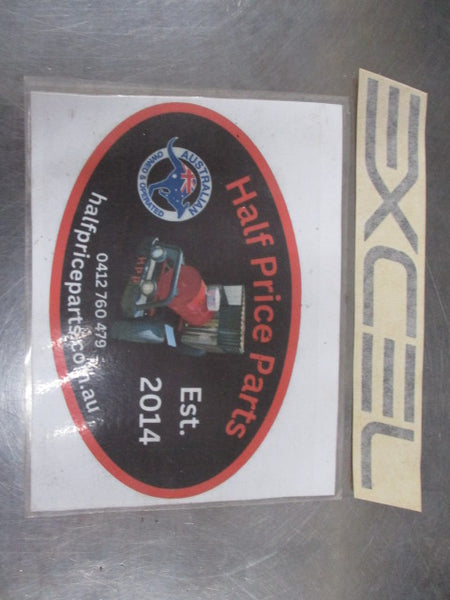 Half Price Parts
AUSTRALIAN
OWNED &
OPERATED
Est.
2014
0412 760 479
halfpriceparts.com.au
EXCEL